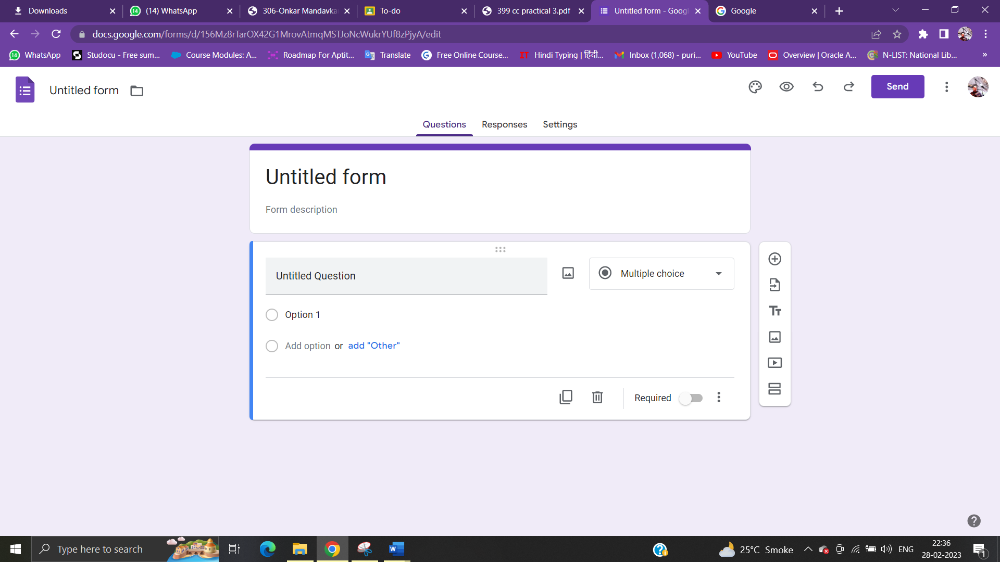 Downloads
(14) WhatsApp
306-Onkar Mandavka
To-do
399 cc practical 3.pdf
Untitled form - Goog
Google
docs.google.com/forms/d/156Mz8rTarOX42G1MrovAtmqMSTJoNcWukrYUf8zPjyA/edit
14 WhatsApp
Studocu - Free sum...
Course Modules: A...
Roadmap For Aptit...
Translate
Free Online Course...
IT Hindi Typing | हिंदी...
Inbox (1,068) - puri...
YouTube
Overview | Oracle A...
N-LIST: National Lib...
»
Untitled form
Send
Questions
Responses
Settings
Untitled form
Form description
Untitled Question
Multiple choice
Option 1
Add option or add "Other"
Required
Type here to search
25°C Smoke
ENG
22:36
28-02-2023
1